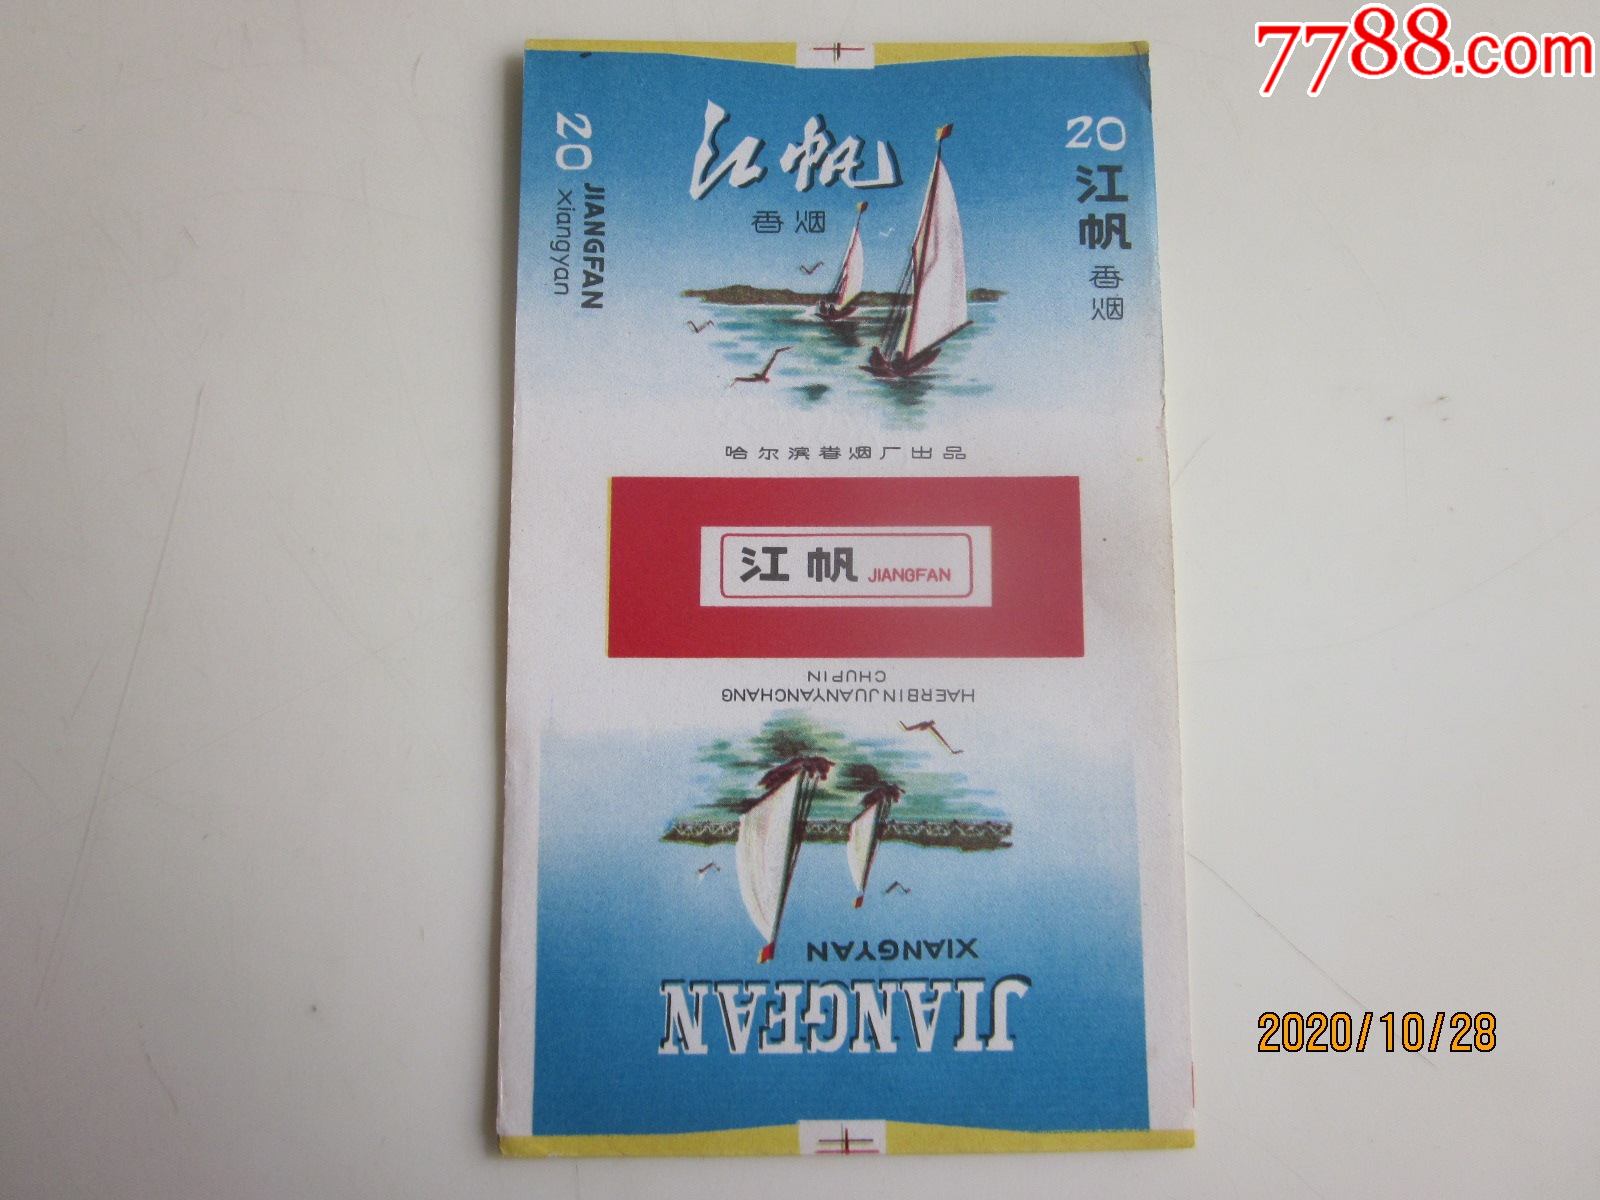 7788.com
20
JIANGFAN
Xiangyan
江帆
香烟
20
江帆
香烟
哈尔滨卷烟厂出品
江帆 JIANGFAN
HAERBINJUANYANCHANG
CHUPIN
XIANGYAN
JIANGFAN
2020/10/28